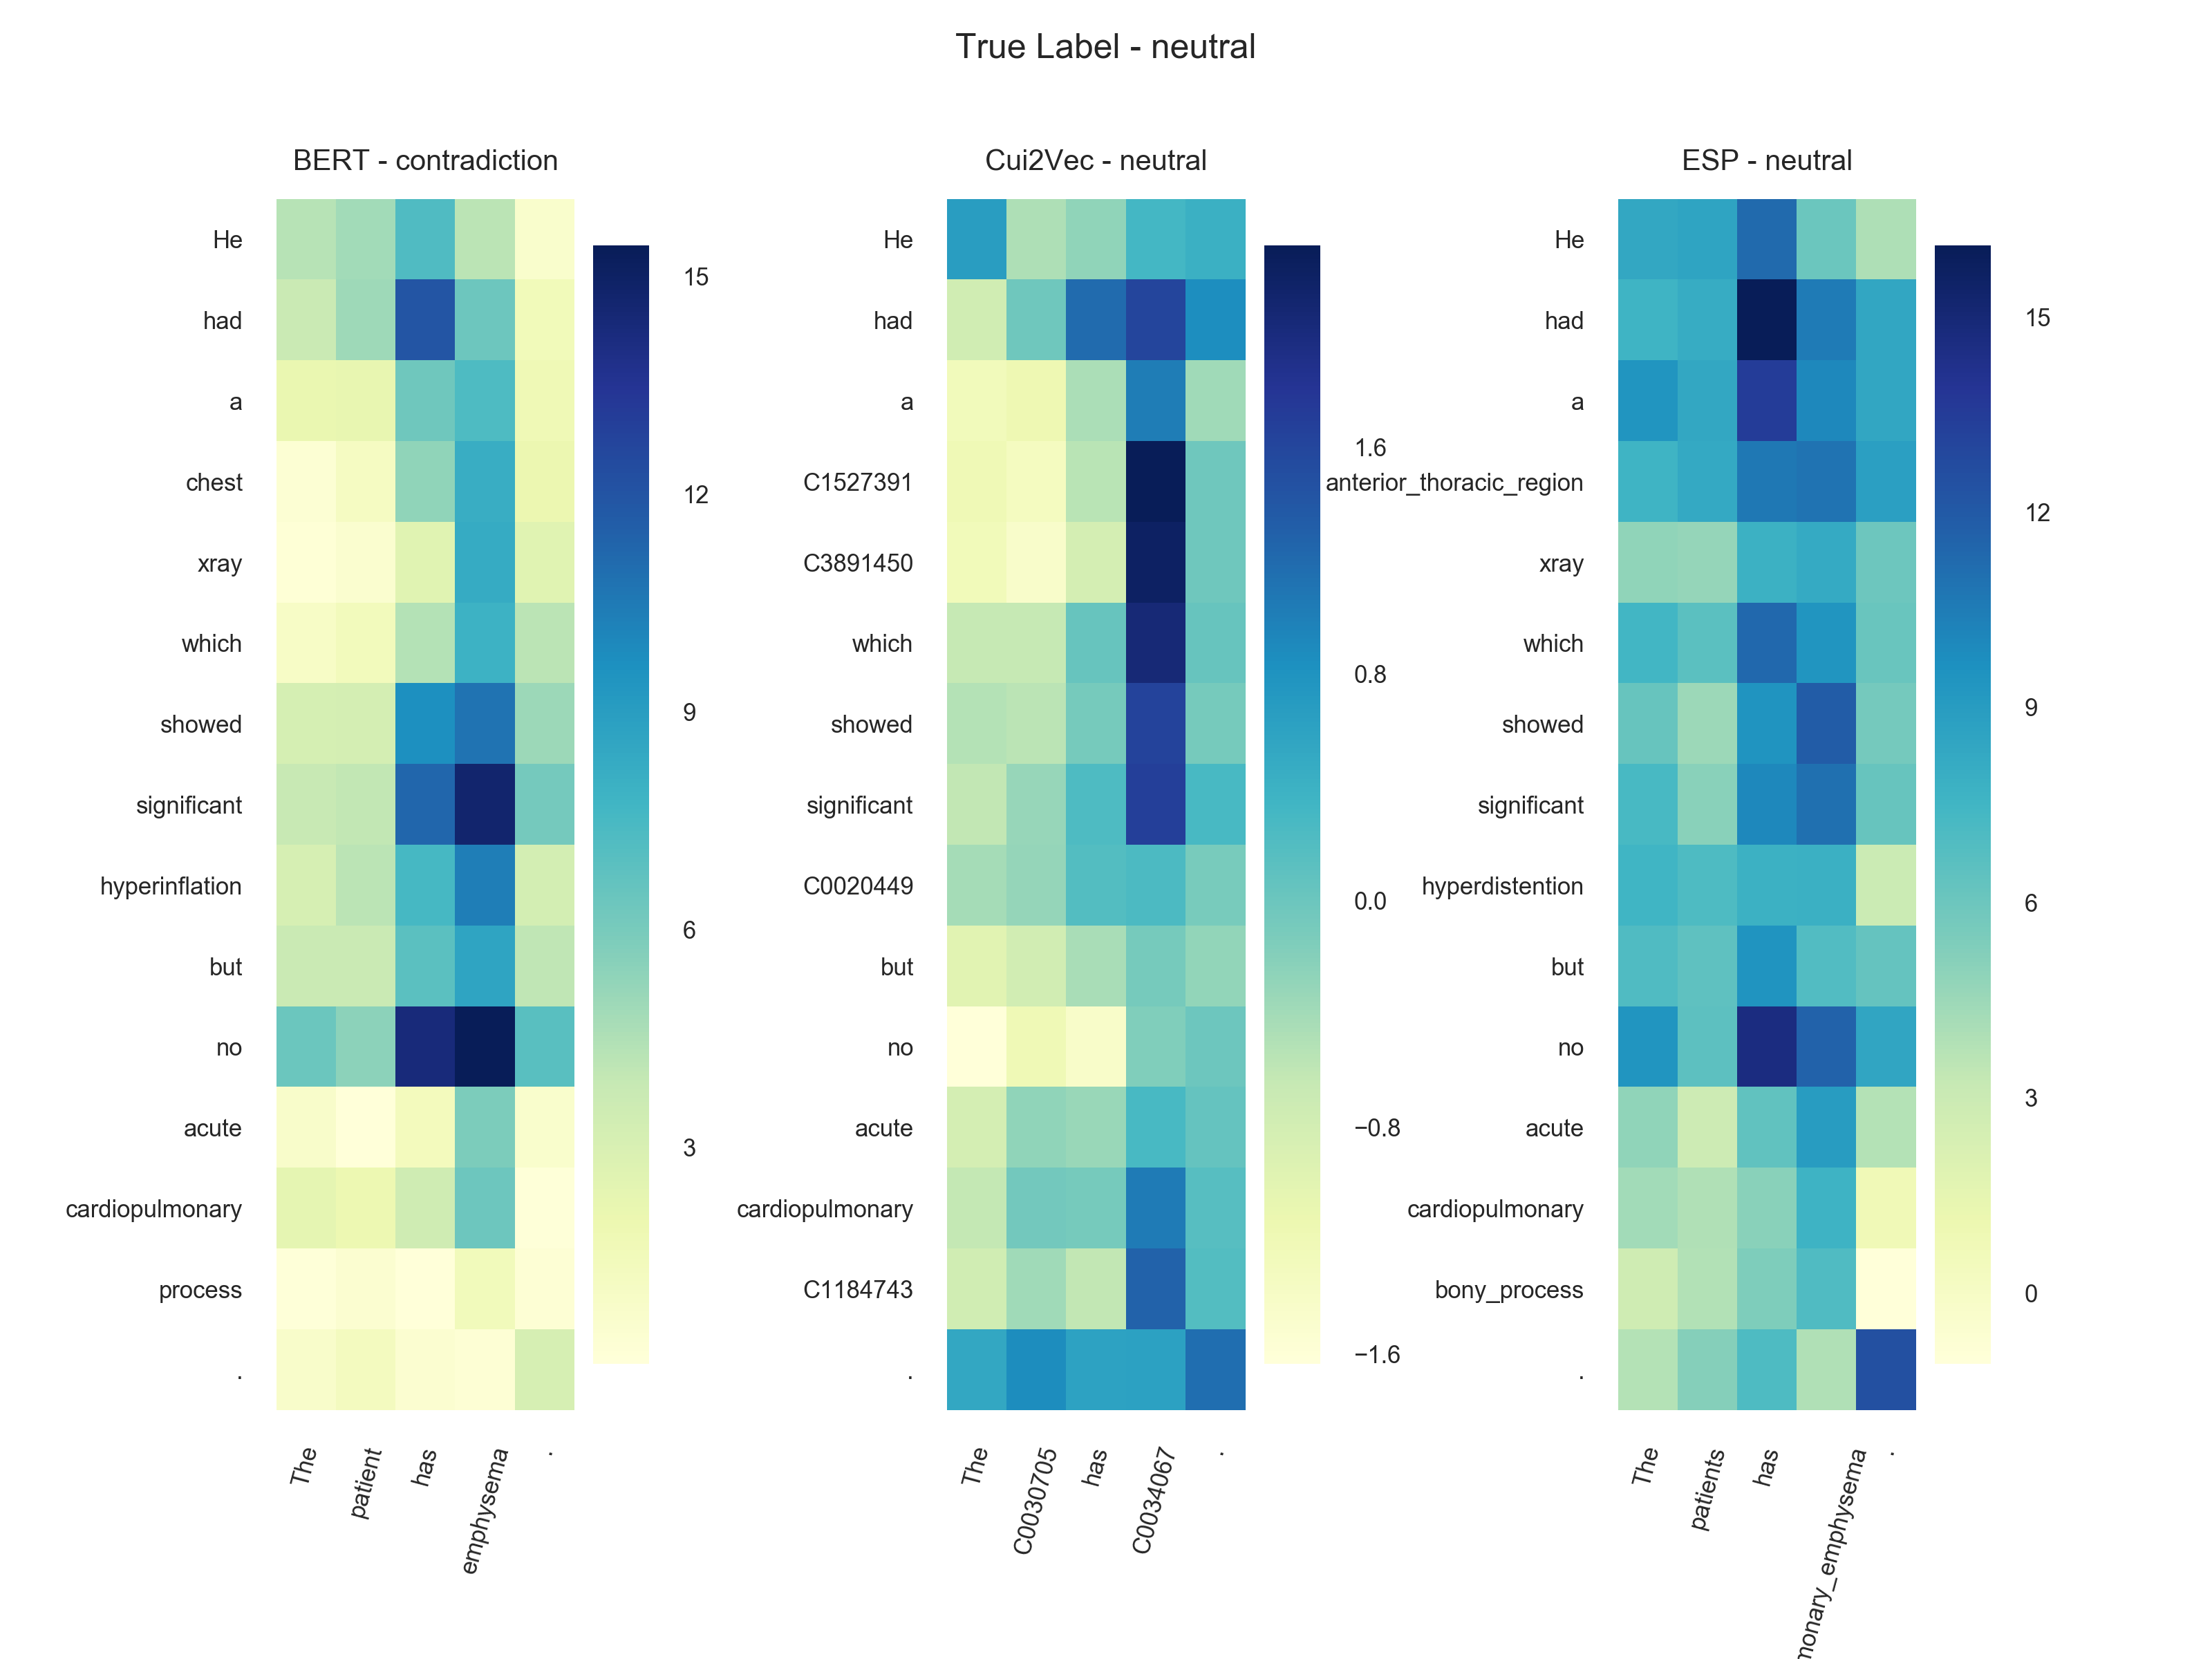 True Label - neutral
BERT - contradiction
He
had
a
chest
xray
which
showed
significant
hyperinflation
but
no
acute
cardiopulmonary
process
.
The
patient
has
emphysema
.
15
12
9
6
3
Cui2Vec - neutral
He
had
a
C1527391
C3891450
which
showed
significant
C0020449
but
no
acute
cardiopulmonary
C1184743
.
The
C0030705
has
C0034067
.
1.6
0.8
0.0
−0.8
−1.6
ESP - neutral
He
had
a
anterior_thoracic_region
xray
which
showed
significant
hyperdistention
but
no
acute
cardiopulmonary
bony_process
.
The
patients
has
monary_emphysema
.
15
12
9
6
3
0